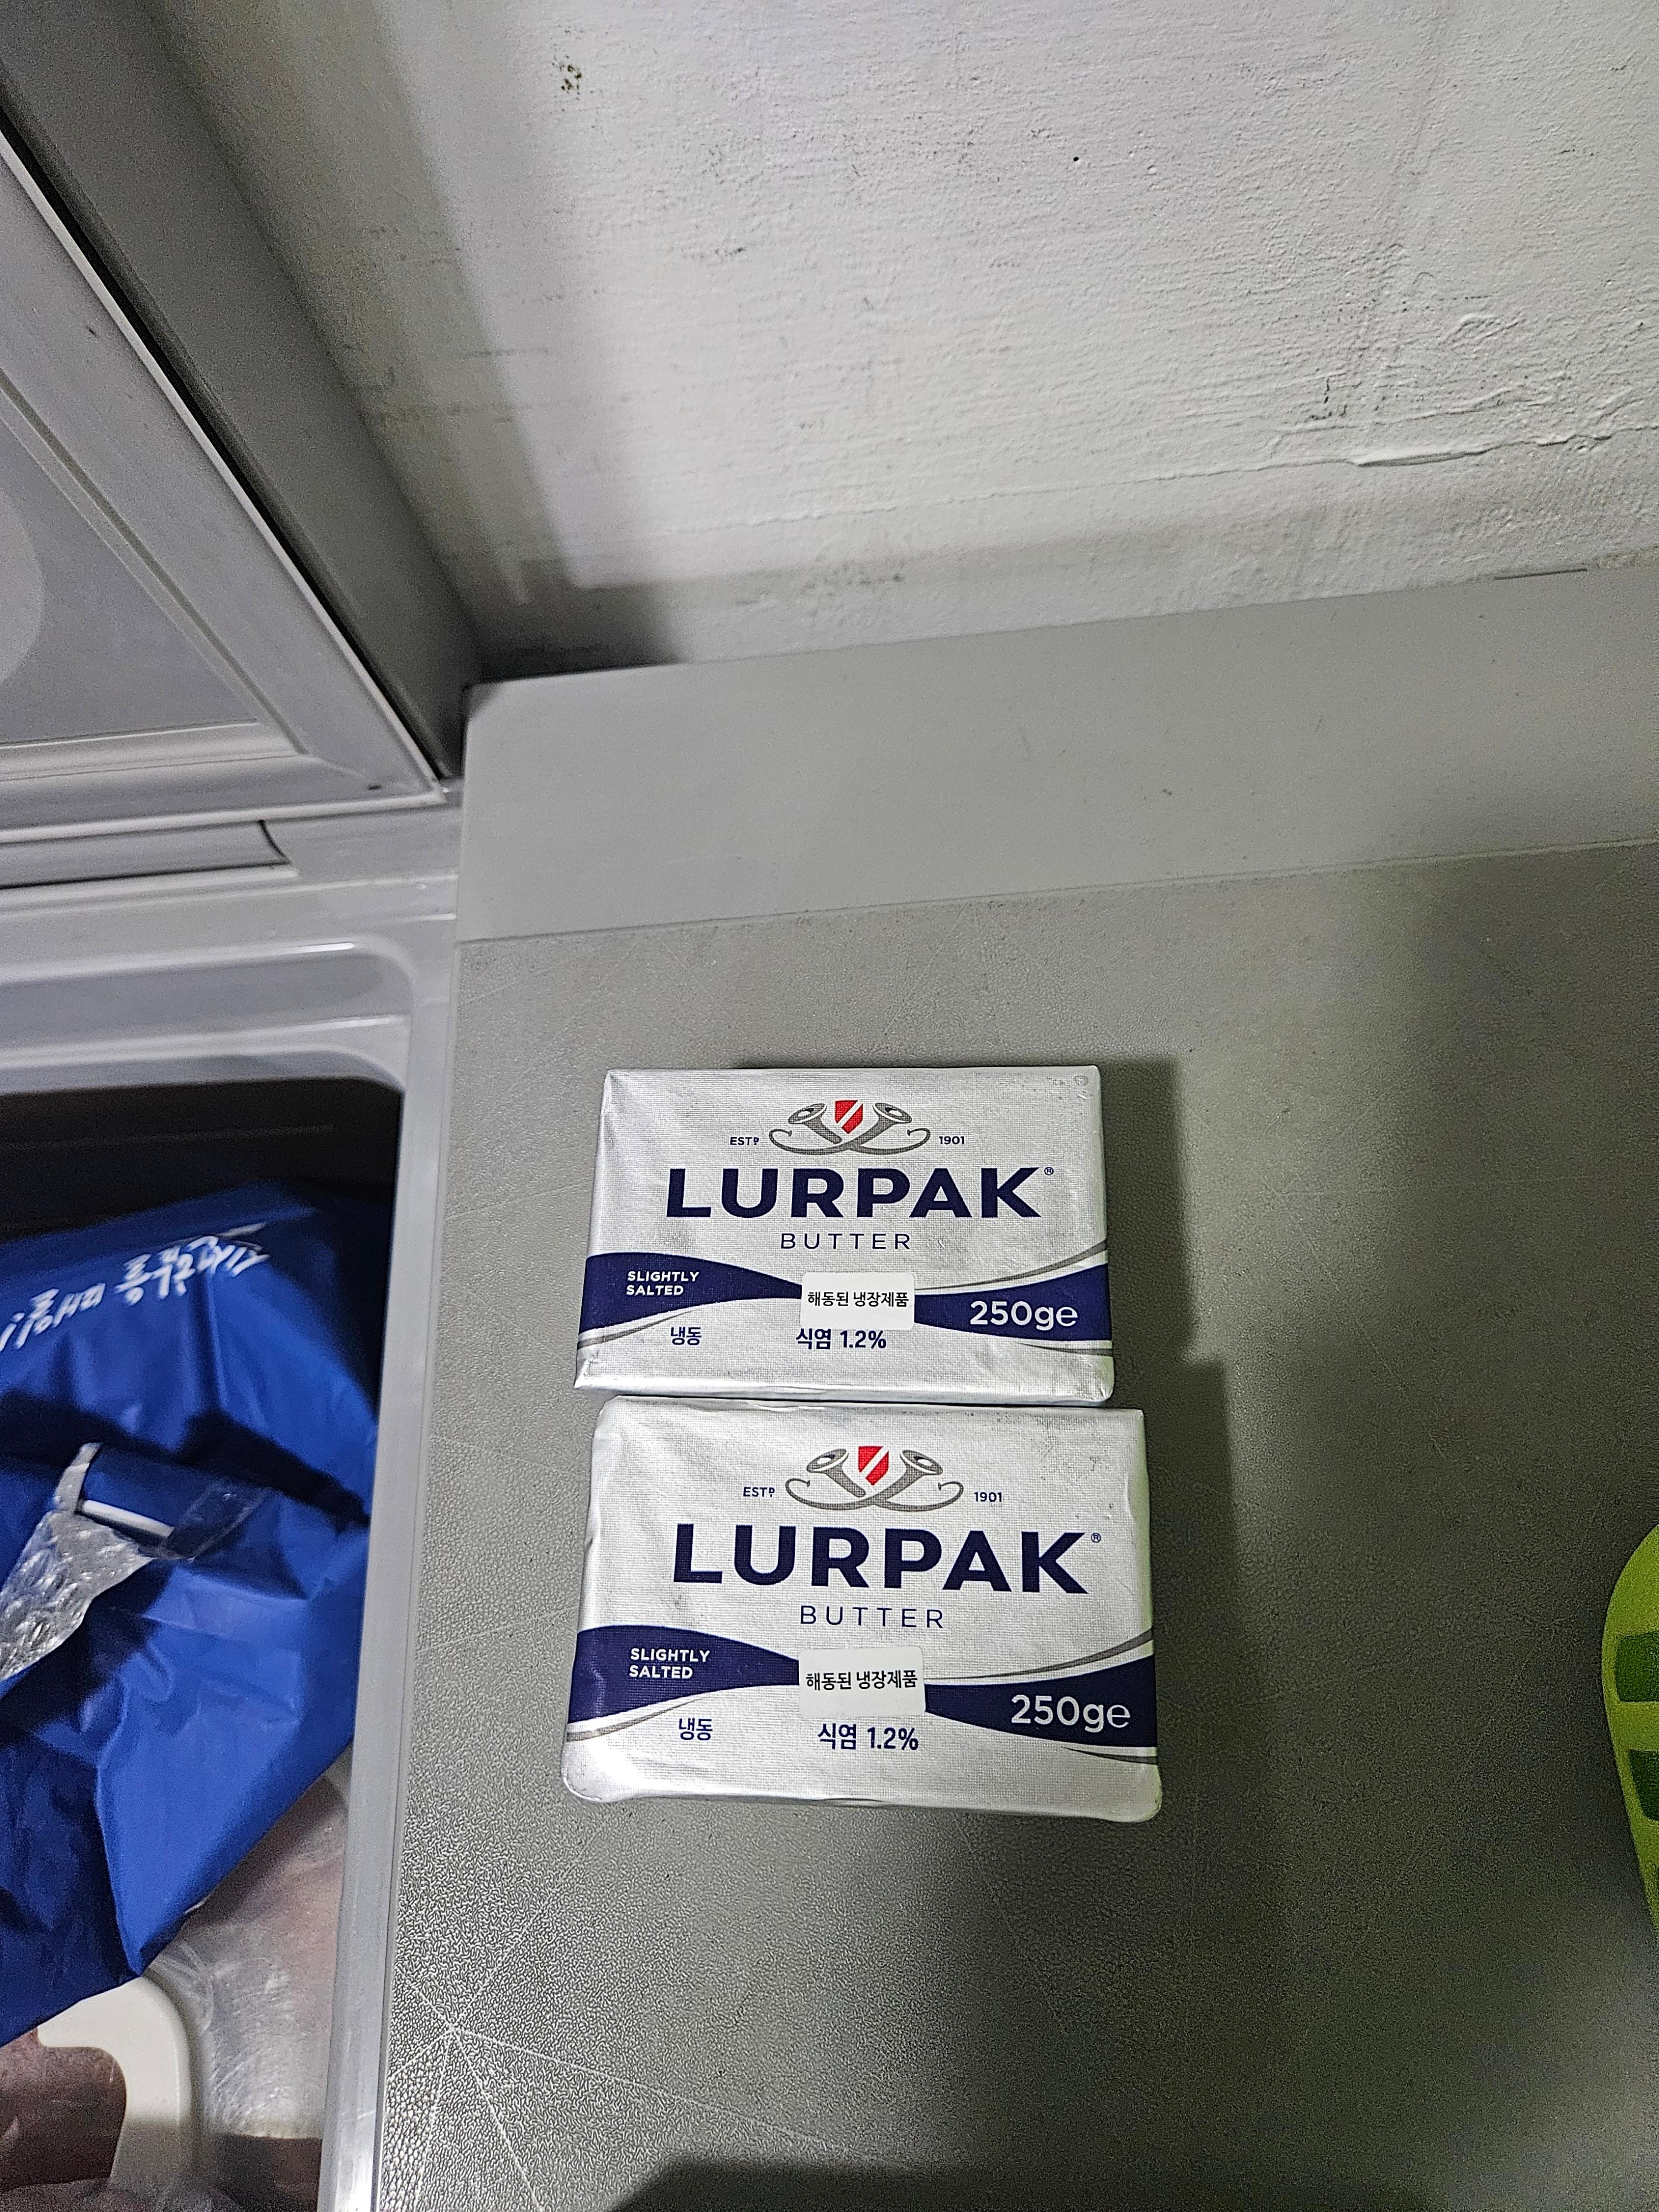 ESTD 1901
LURPAK®
BUTTER
SLIGHTLY
SALTED
해동된 냉장제품
250ge
냉동 식염 1.2%
ESTD 1901
LURPAK®
BUTTER
SLIGHTLY
SALTED
해동된 냉장제품
250ge
냉동 식염 1.2%